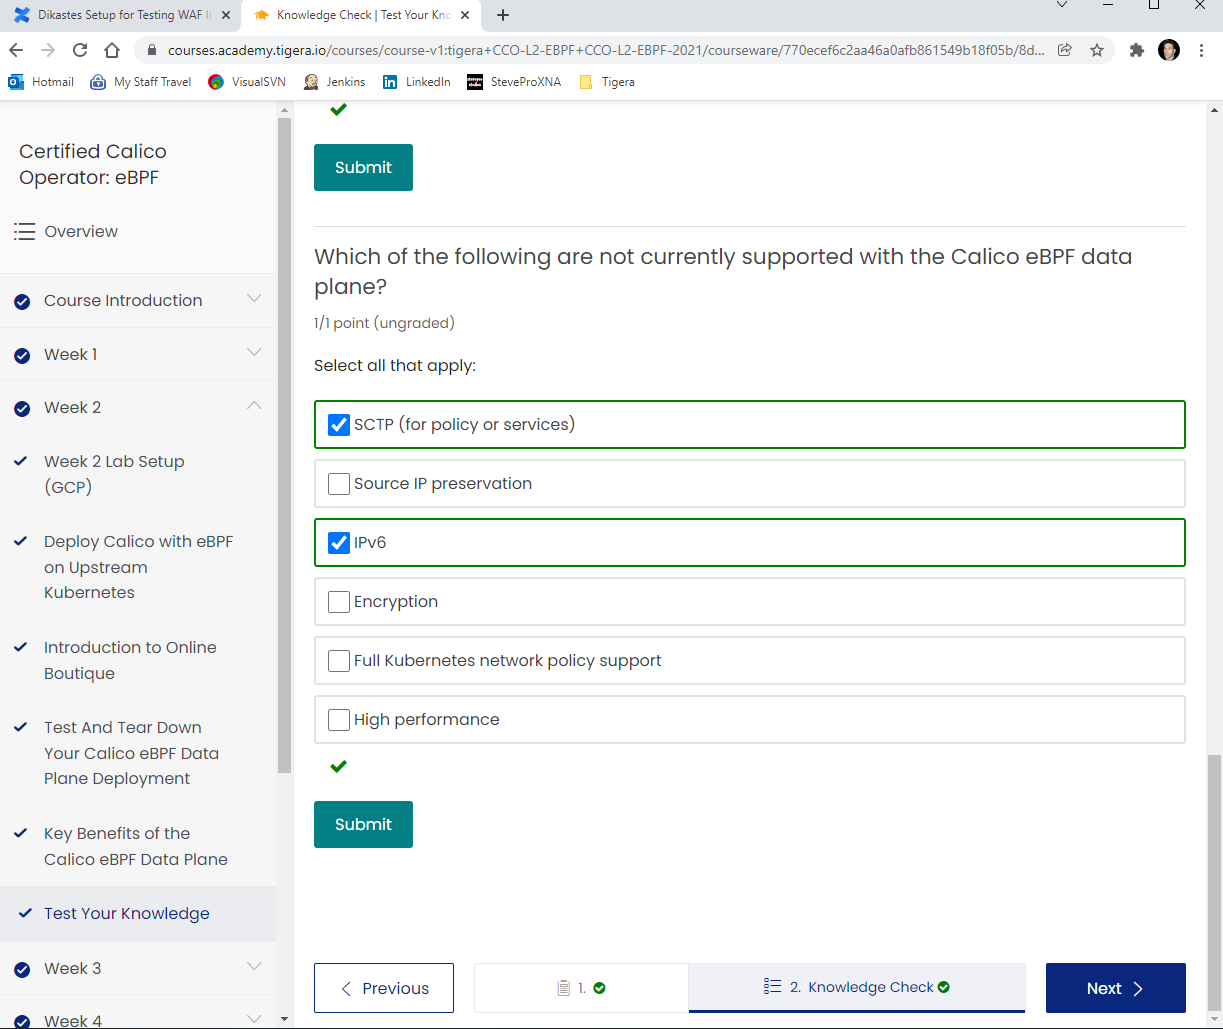 Dikastes Setup for Testing WAF
Knowledge Check | Test Your Kno
courses.academy.tigera.io/courses/course-v1:tigera+CCO-L2-EBPF+CCO-L2-EBPF-2021/courseware/770ecef6c2aa46a0afb861549b18f05b/8d...
Hotmail
My Staff Travel
VisualSVN
Jenkins
LinkedIn
SteveProXNA
Tigera
Certified Calico
Operator: eBPF
Overview
Course Introduction
Week 1
Week 2
Week 2 Lab Setup
(GCP)
Deploy Calico with eBPF
on Upstream
Kubernetes
Introduction to Online
Boutique
Test And Tear Down
Your Calico eBPF Data
Plane Deployment
Key Benefits of the
Calico eBPF Data Plane
Test Your Knowledge
Week 3
Week 4
Submit
Which of the following are not currently supported with the Calico eBPF data
plane?
1/1 point (ungraded)
Select all that apply:
SCTP (for policy or services)
Source IP preservation
IPv6
Encryption
Full Kubernetes network policy support
High performance
Submit
Previous
1.
2. Knowledge Check
Next